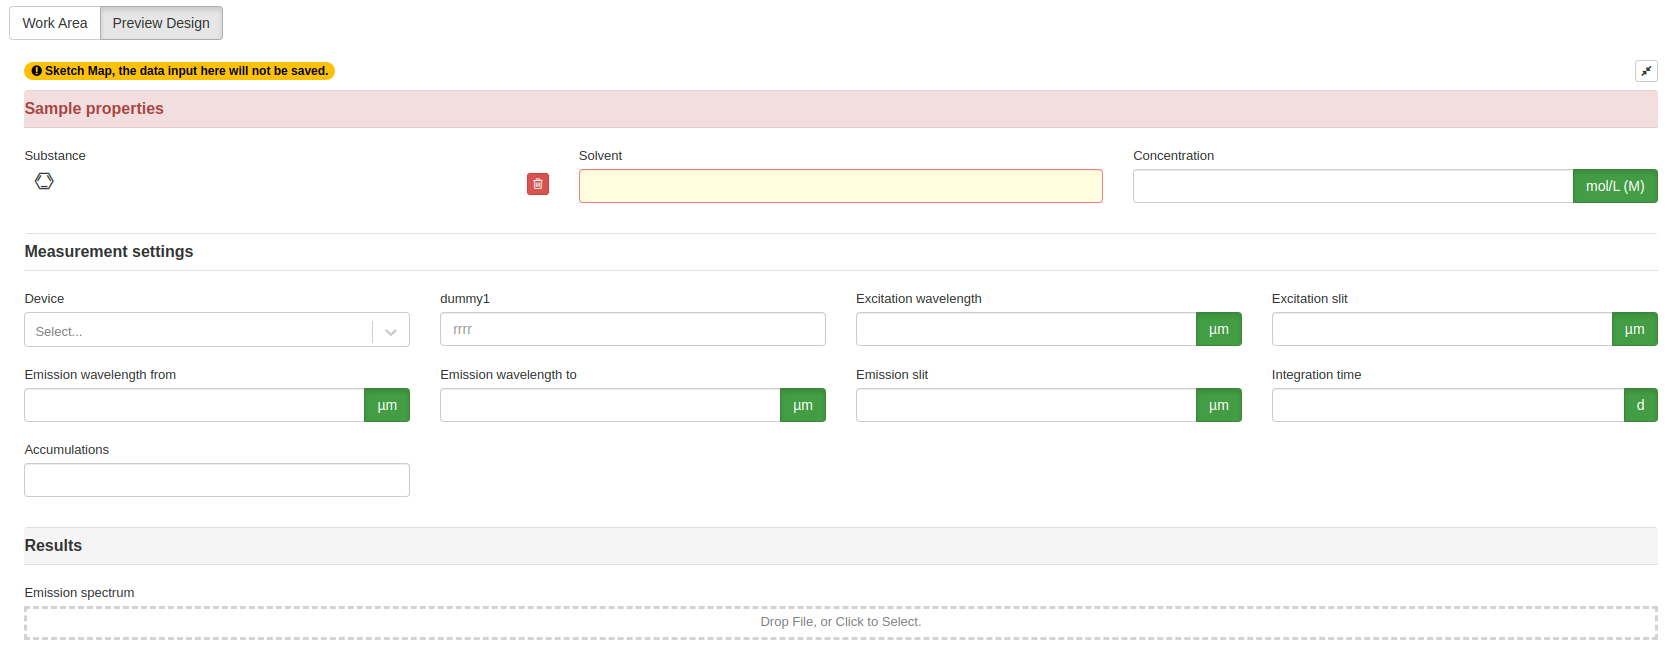 Work Area Preview Design
Sketch Map, the data input here will not be saved.
Sample properties
Substance Solvent Concentration
mol/L (M)
Measurement settings
Device dummy1 Excitation wavelength Excitation slit
Select... rrrr µm µm
Emission wavelength from Emission wavelength to Emission slit Integration time
µm µm µm d
Accumulations
Results
Emission spectrum
Drop File, or Click to Select.